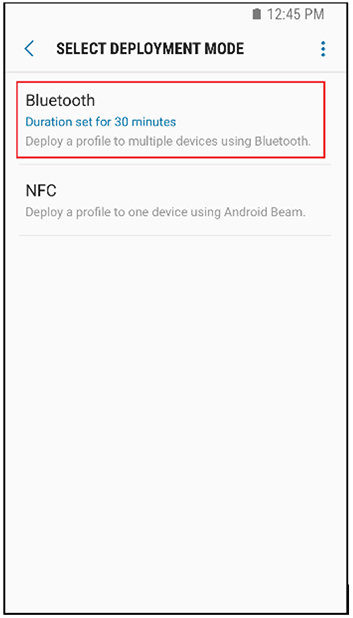 12:45 PM
SELECT DEPLOYMENT MODE
Bluetooth
Duration set for 30 minutes
Deploy a profile to multiple devices using Bluetooth.
NFC
Deploy a profile to one device using Android Beam.